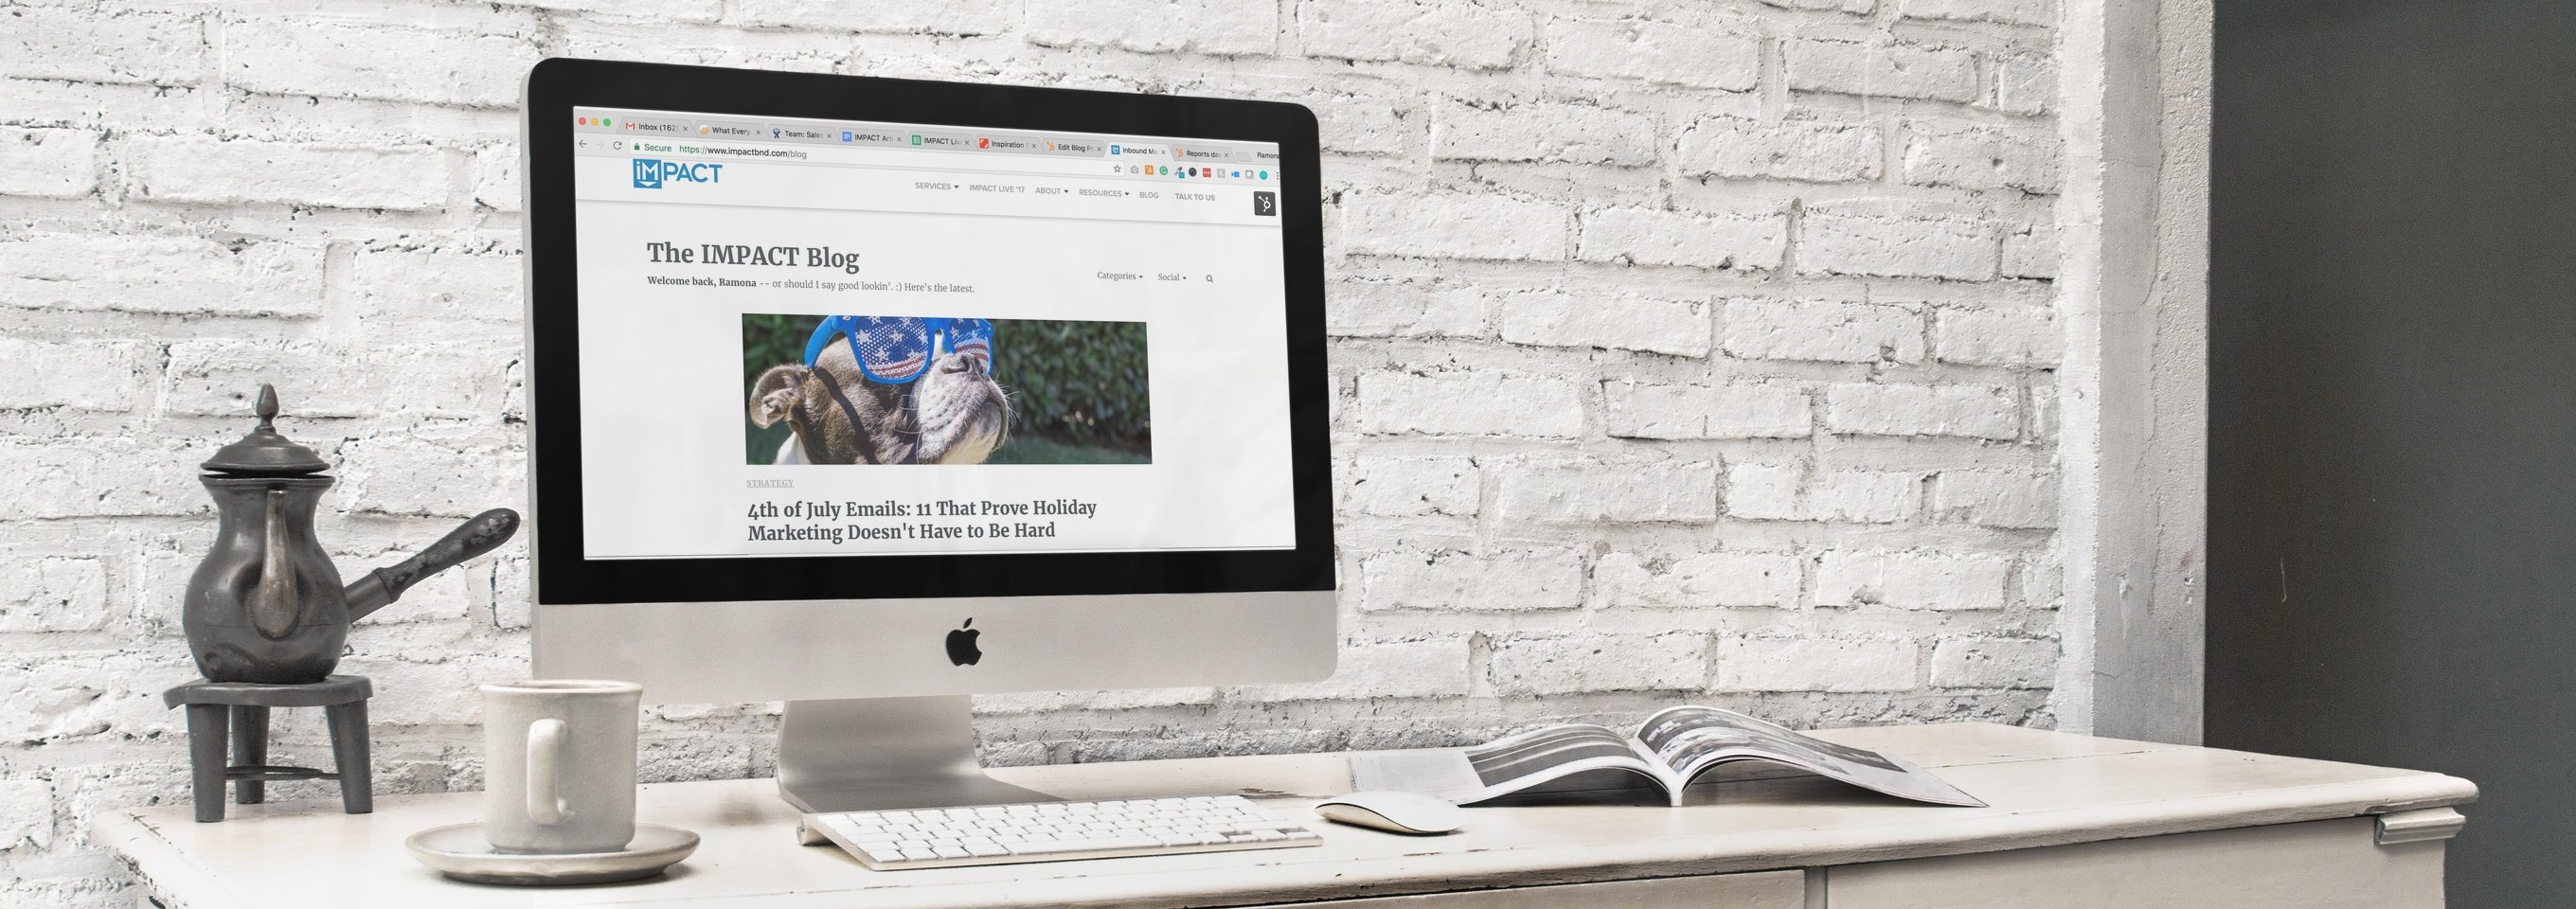 Inbox (162)
What Every
Team: Sales
IMPACT Art
IMPACT Liv
Inspiration
Edit Blog Po
Inbound Ma
Reports das
Ramona
Secure https://www.impactbnd.com/blog
iMPACT
SERVICES
IMPACT LIVE '17
ABOUT
RESOURCES
BLOG
TALK TO US
The IMPACT Blog
Welcome back, Ramona -- or should I say good lookin'. :) Here's the latest.
Categories
Social
STRATEGY
4th of July Emails: 11 That Prove Holiday
Marketing Doesn't Have to Be Hard